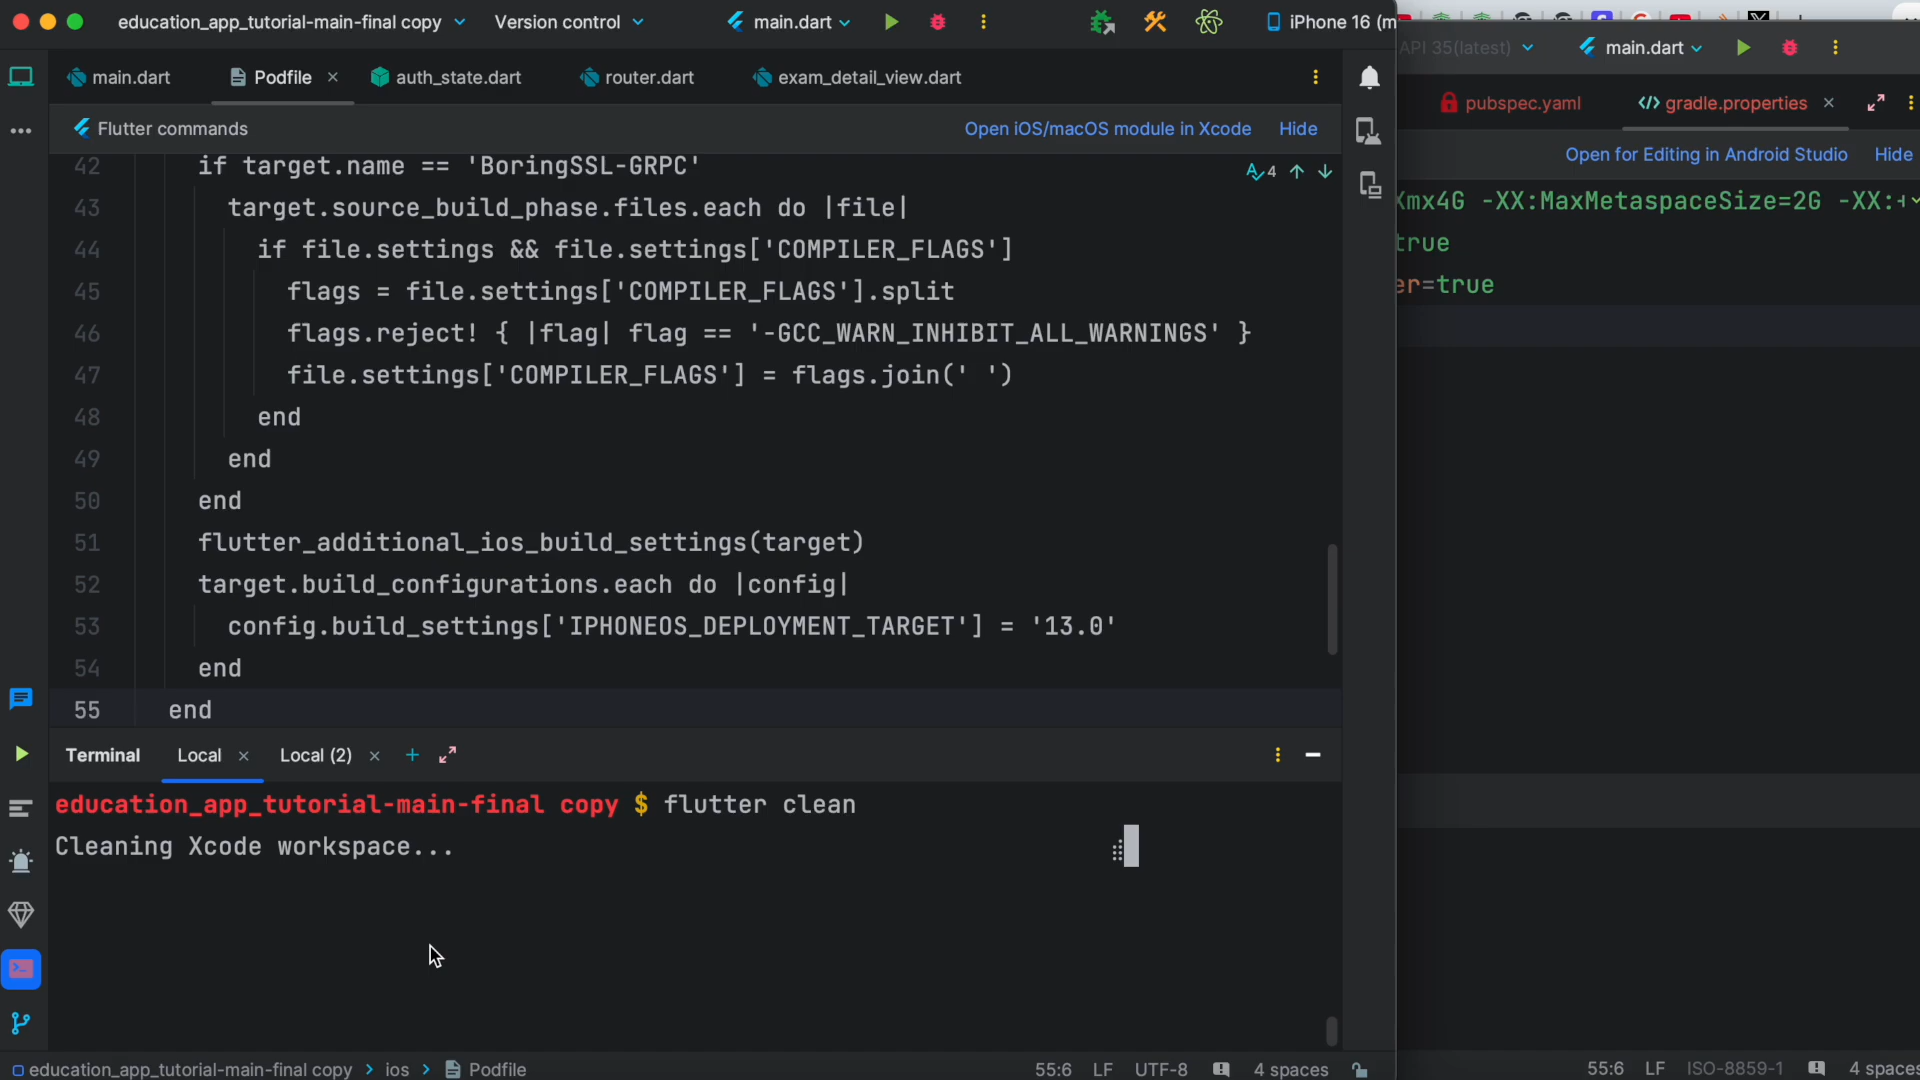 education_app_tutorial-main-final copy Version control main.dart iPhone 16 (m
main.dart Podfile auth_state.dart router.dart exam_detail_view.dart
Flutter commands Open iOS/macOS module in Xcode Hide
42 if target.name == 'BoringSSL-GRPC'
4
43 target.source_build_phase.files.each do |file|
44 if file.settings && file.settings['COMPILER_FLAGS']
45 flags = file.settings['COMPILER_FLAGS'].split
46 flags.reject! { |flag| flag == '-GCC_WARN_INHIBIT_ALL_WARNINGS' }
47 file.settings['COMPILER_FLAGS'] = flags.join(' ')
48 end
49 end
50 end
51 flutter_additional_ios_build_settings(target)
52 target.build_configurations.each do |config|
53 config.build_settings['IPHONEOS_DEPLOYMENT_TARGET'] = '13.0'
54 end
55 end
Terminal Local Local (2)
education_app_tutorial-main-final copy $ flutter clean
Cleaning Xcode workspace...
education_app_tutorial-main-final copy > ios > Podfile 55:6 LF UTF-8 4 spaces
API 35(latest) main.dart
pubspec.yaml gradle.properties
Open for Editing in Android Studio Hide
Xmx4G -XX:MaxMetaspaceSize=2G -XX:+
true
er=true
55:6 LF ISO-8859-1 4 spaces